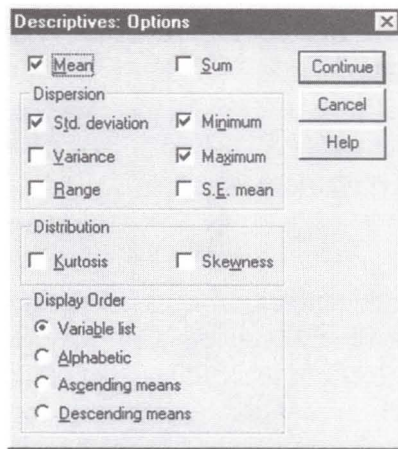 Descriptives: Options
Mean Sum Continue
Dispersion Cancel
Std. deviation Minimum Help
Variance Maximum
Range S.E. mean
Distribution
Kurtosis Skewness
Display Order
Variable list
Alphabetic
Ascending means
Descending means